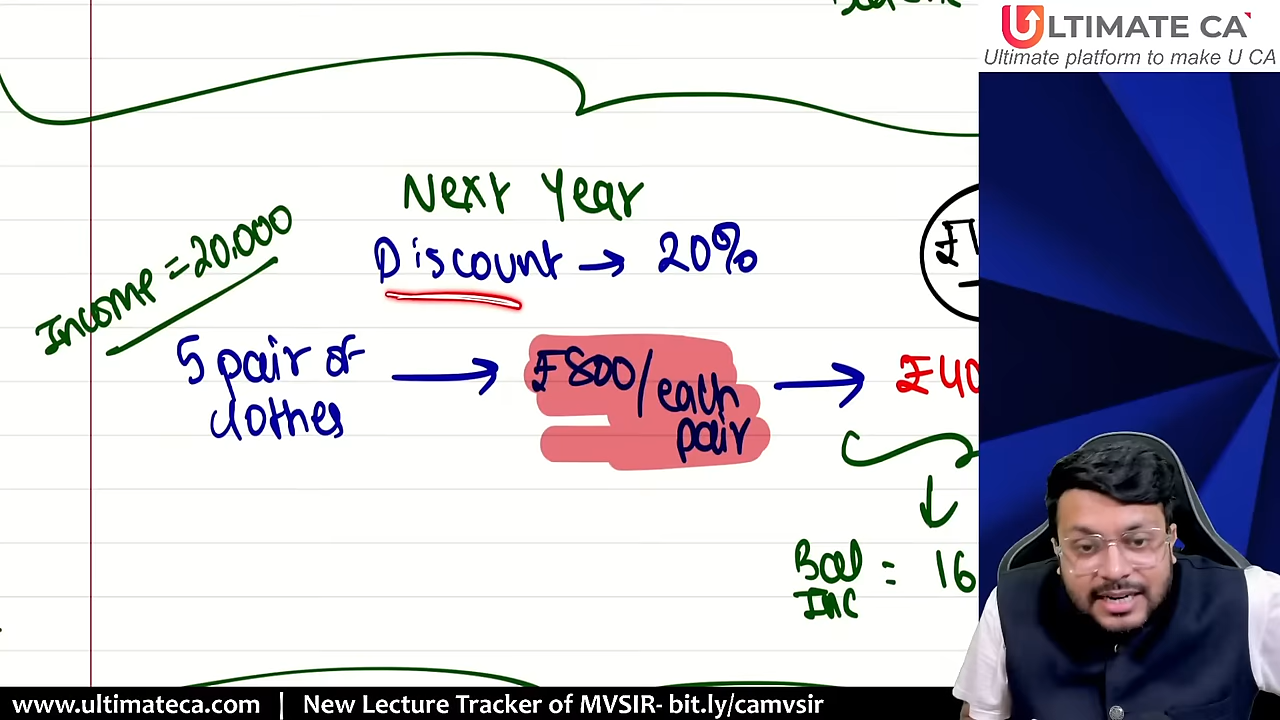 ULTIMATE CA
Ultimate platform to make U CA
Next Year
Income = 20,000
Discount → 20%
5 pair of
clothes
→ ₹800/each
pair
→ ₹40
Bal = 16
Inc
www.ultimateca.com | New Lecture Tracker of MVSIR- bit.ly/camvsir